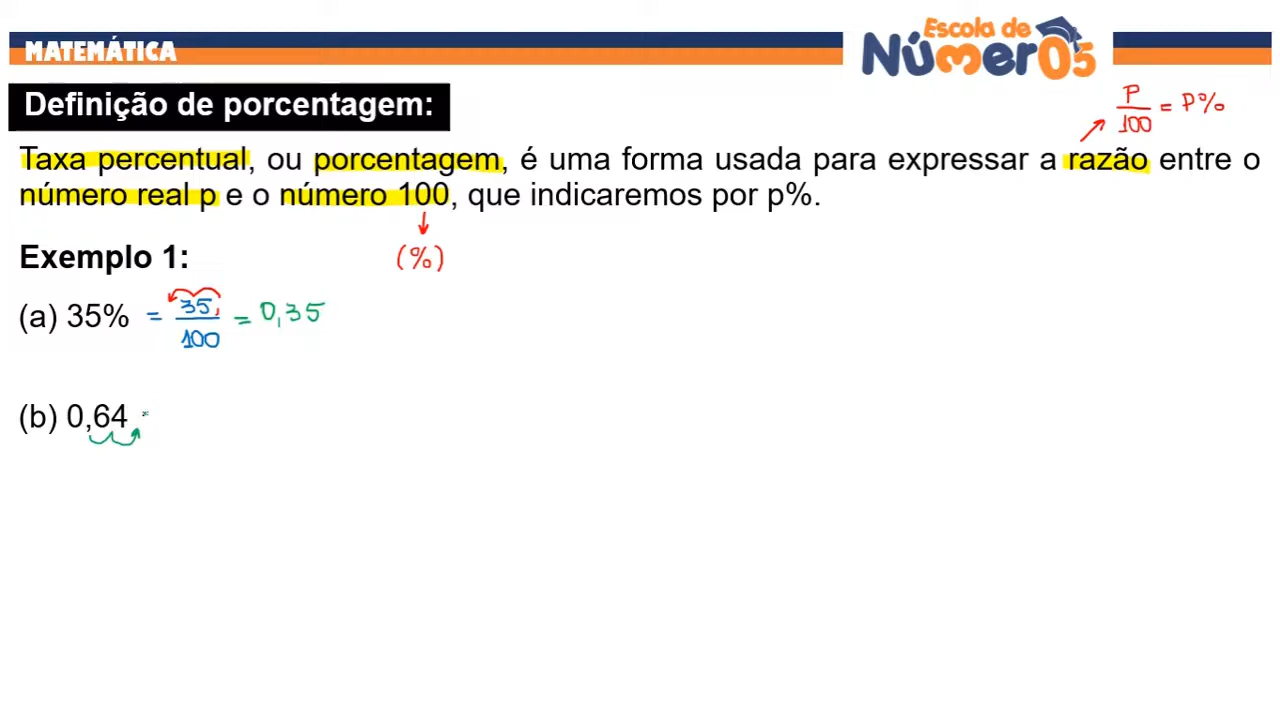 Escola de
MATEMÁTICA
Númer05
Definição de porcentagem:
P/100 = P%
Taxa percentual, ou porcentagem, é uma forma usada para expressar a razão entre o
número real p e o número 100, que indicaremos por p%.
Exemplo 1:
(%)
(a) 35% = 35,/100 = 0,35
(b) 0,64